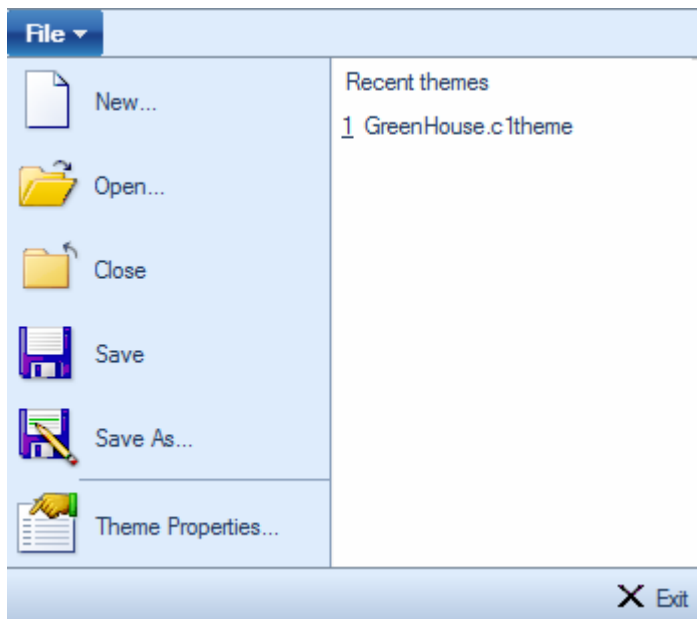 File
New...
Open...
Close
Save
Save As...
Theme Properties...
Recent themes
1 GreenHouse.c1theme
Exit